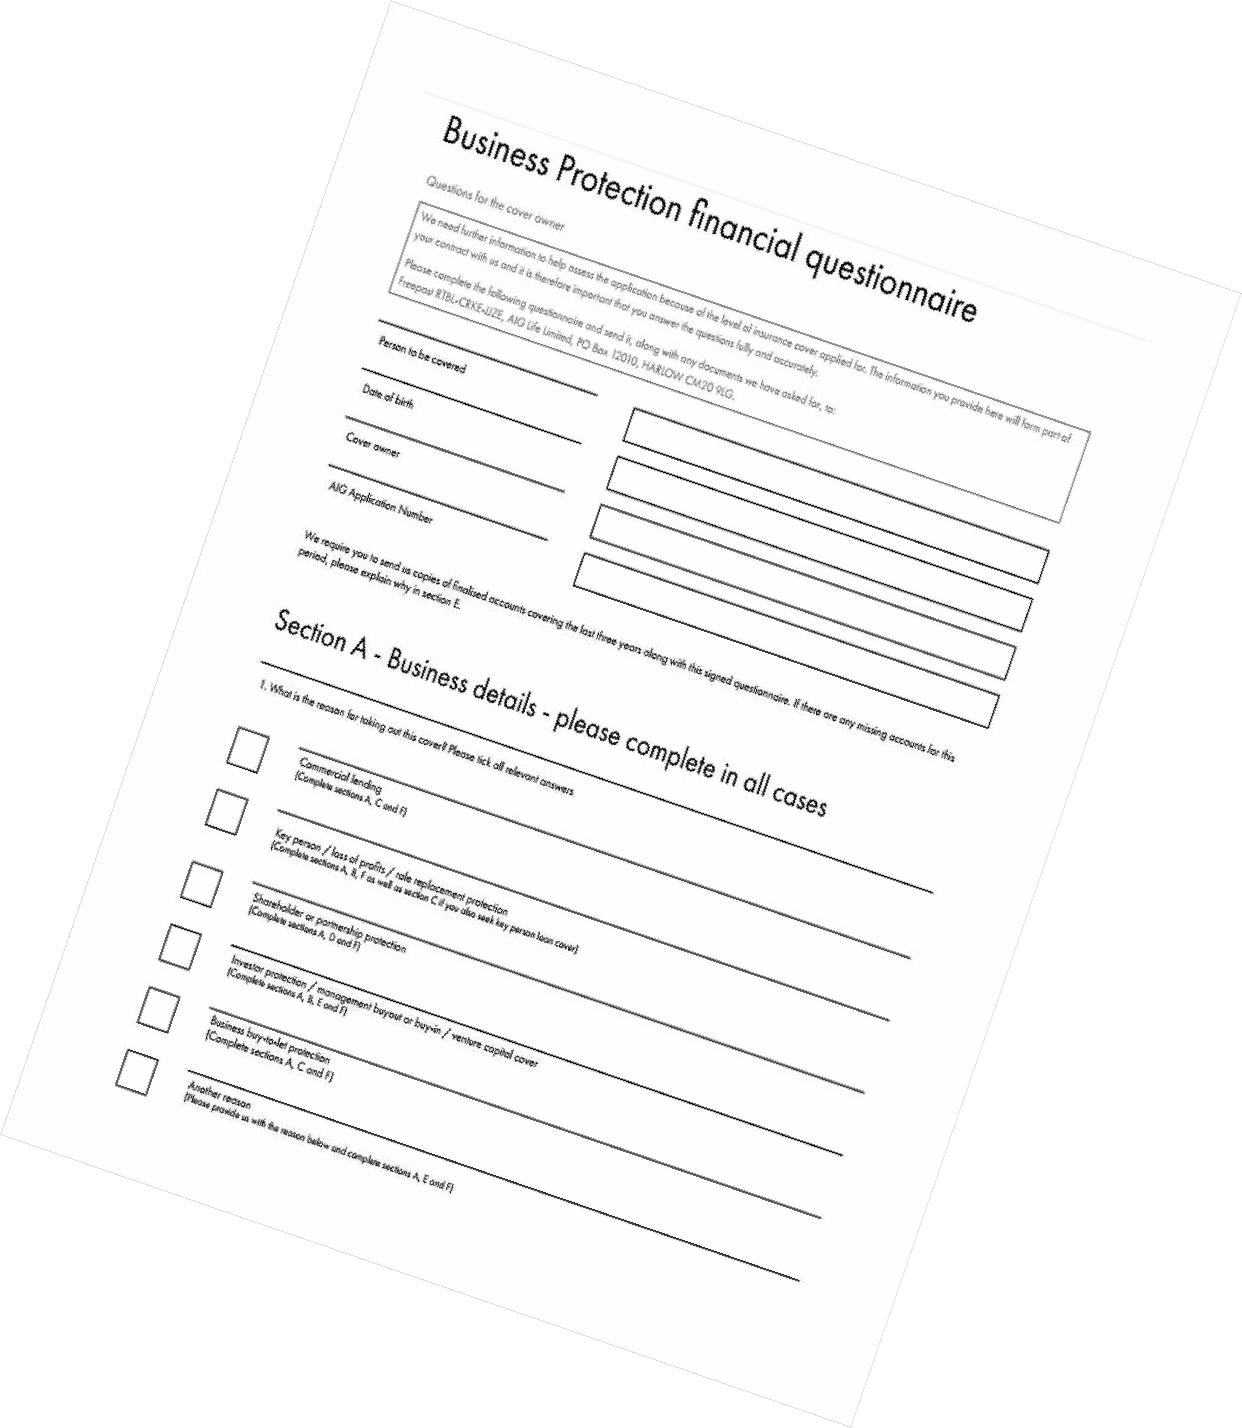 Business Protection financial questionnaire
Questions for the cover owner
We need further information to help assess the application because of the level of insurance cover applied for. The information you provide here will form part of
your contract with us and it is therefore important that you answer the questions fully and accurately.
Please complete the following questionnaire and send it, along with any documents we have asked for, to:
Freepost RTBL-CRKE-JJZE, AIG Life Limited, PO Box 12010, HARLOW CM20 9LG.
Person to be covered
Date of birth
Cover owner
AIG Application Number
We require you to send us copies of finalised accounts covering the last three years along with this signed questionnaire. If there are any missing accounts for this
period, please explain why in section E.
Section A - Business details - please complete in all cases
1. What is the reason for taking out this cover? Please tick all relevant answers
Commercial lending
(Complete sections A, C and F)
Key person / loss of profits / role replacement protection
(Complete sections A, B, F as well as section C if you also seek key person loan cover)
Shareholder or partnership protection
(Complete sections A, D and F)
Investor protection / management buyout or buy-in / venture capital cover
(Complete sections A, B, E and F)
Business buy-to-let protection
(Complete sections A, C and F)
Another reason
(Please provide us with the reason below and complete sections A, E and F)